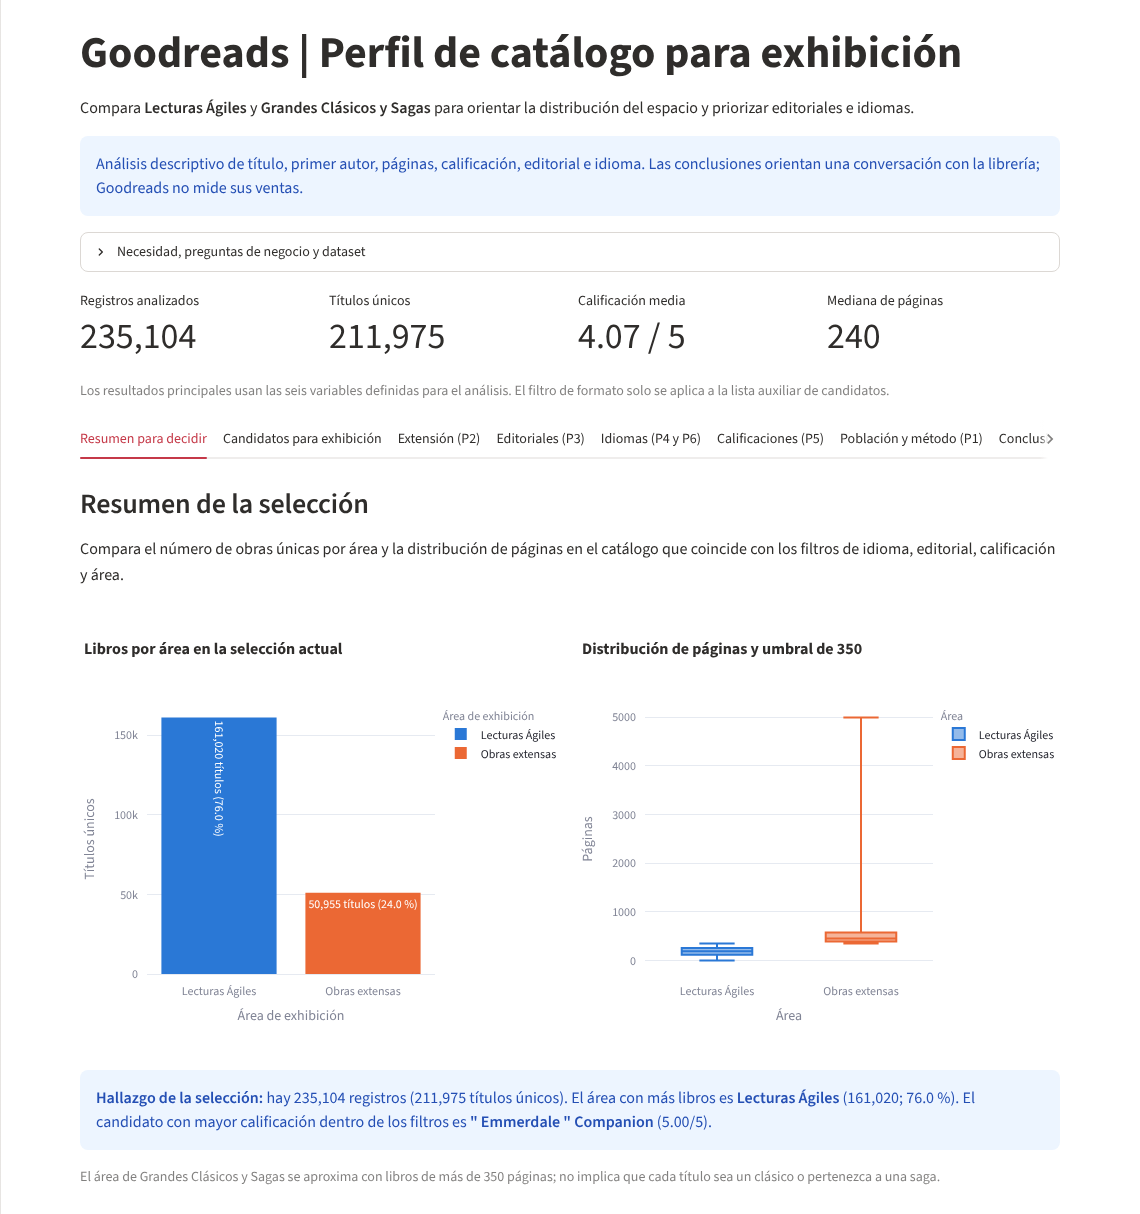 Goodreads | Perfil de catálogo para exhibición
Compara Lecturas Ágiles y Grandes Clásicos y Sagas para orientar la distribución del espacio y priorizar editoriales e idiomas.
Análisis descriptivo de título, primer autor, páginas, calificación, editorial e idioma. Las conclusiones orientan una conversación con la librería;
Goodreads no mide sus ventas.
Necesidad, preguntas de negocio y dataset
Registros analizados
235,104
Títulos únicos
211,975
Calificación media
4.07 / 5
Mediana de páginas
240
Los resultados principales usan las seis variables definidas para el análisis. El filtro de formato solo se aplica a la lista auxiliar de candidatos.
Resumen para decidir Candidatos para exhibición Extensión (P2) Editoriales (P3) Idiomas (P4 y P6) Calificaciones (P5) Población y método (P1) Conclus
Resumen de la selección
Compara el número de obras únicas por área y la distribución de páginas en el catálogo que coincide con los filtros de idioma, editorial, calificación
y área.
Libros por área en la selección actual
Títulos únicos
150k
100k
50k
0
161,020 títulos (76.0 %)
50,955 títulos (24.0 %)
Lecturas Ágiles
Obras extensas
Área de exhibición
Área de exhibición
Lecturas Ágiles
Obras extensas
Distribución de páginas y umbral de 350
Páginas
5000
4000
3000
2000
1000
0
Lecturas Ágiles
Obras extensas
Área
Área
Lecturas Ágiles
Obras extensas
Hallazgo de la selección: hay 235,104 registros (211,975 títulos únicos). El área con más libros es Lecturas Ágiles (161,020; 76.0 %). El
candidato con mayor calificación dentro de los filtros es " Emmerdale " Companion (5.00/5).
El área de Grandes Clásicos y Sagas se aproxima con libros de más de 350 páginas; no implica que cada título sea un clásico o pertenezca a una saga.